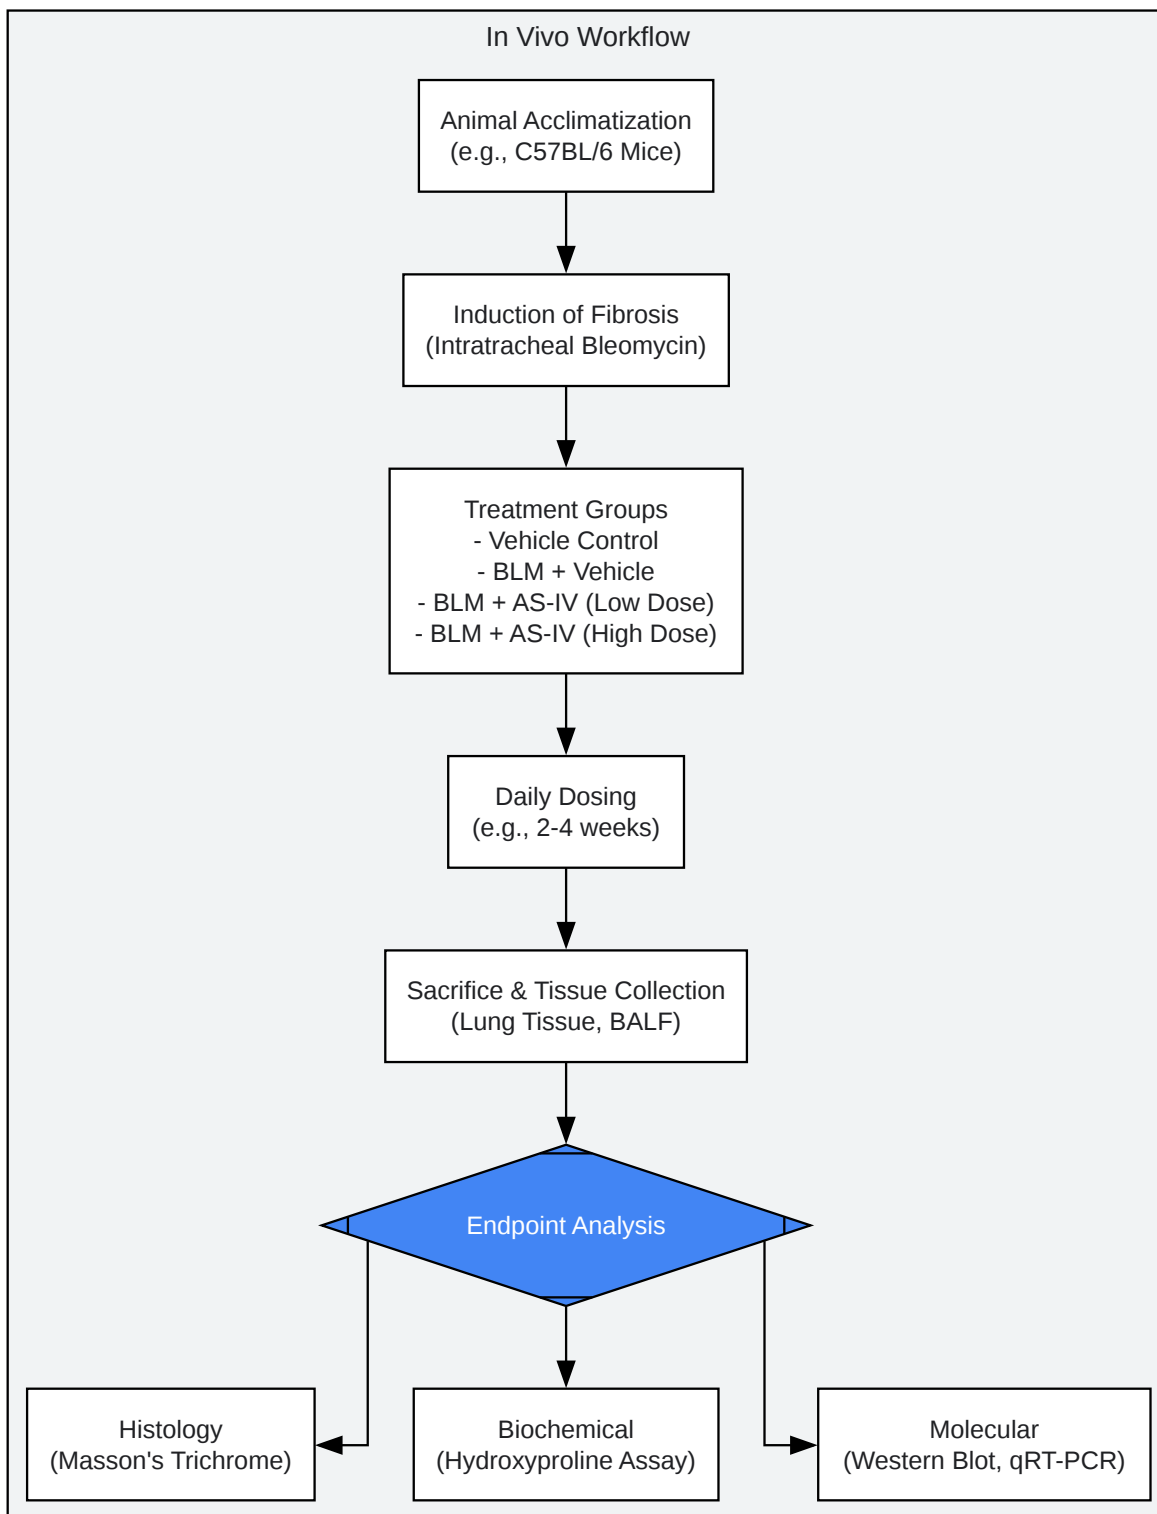 In Vivo Workflow
Animal Acclimatization
(e.g., C57BL/6 Mice)
Induction of Fibrosis
(Intratracheal Bleomycin)
Treatment Groups
- Vehicle Control
- BLM + Vehicle
- BLM + AS-IV (Low Dose)
- BLM + AS-IV (High Dose)
Daily Dosing
(e.g., 2-4 weeks)
Sacrifice & Tissue Collection
(Lung Tissue, BALF)
Endpoint Analysis
Histology
(Masson's Trichrome)
Biochemical
(Hydroxyproline Assay)
Molecular
(Western Blot, qRT-PCR)